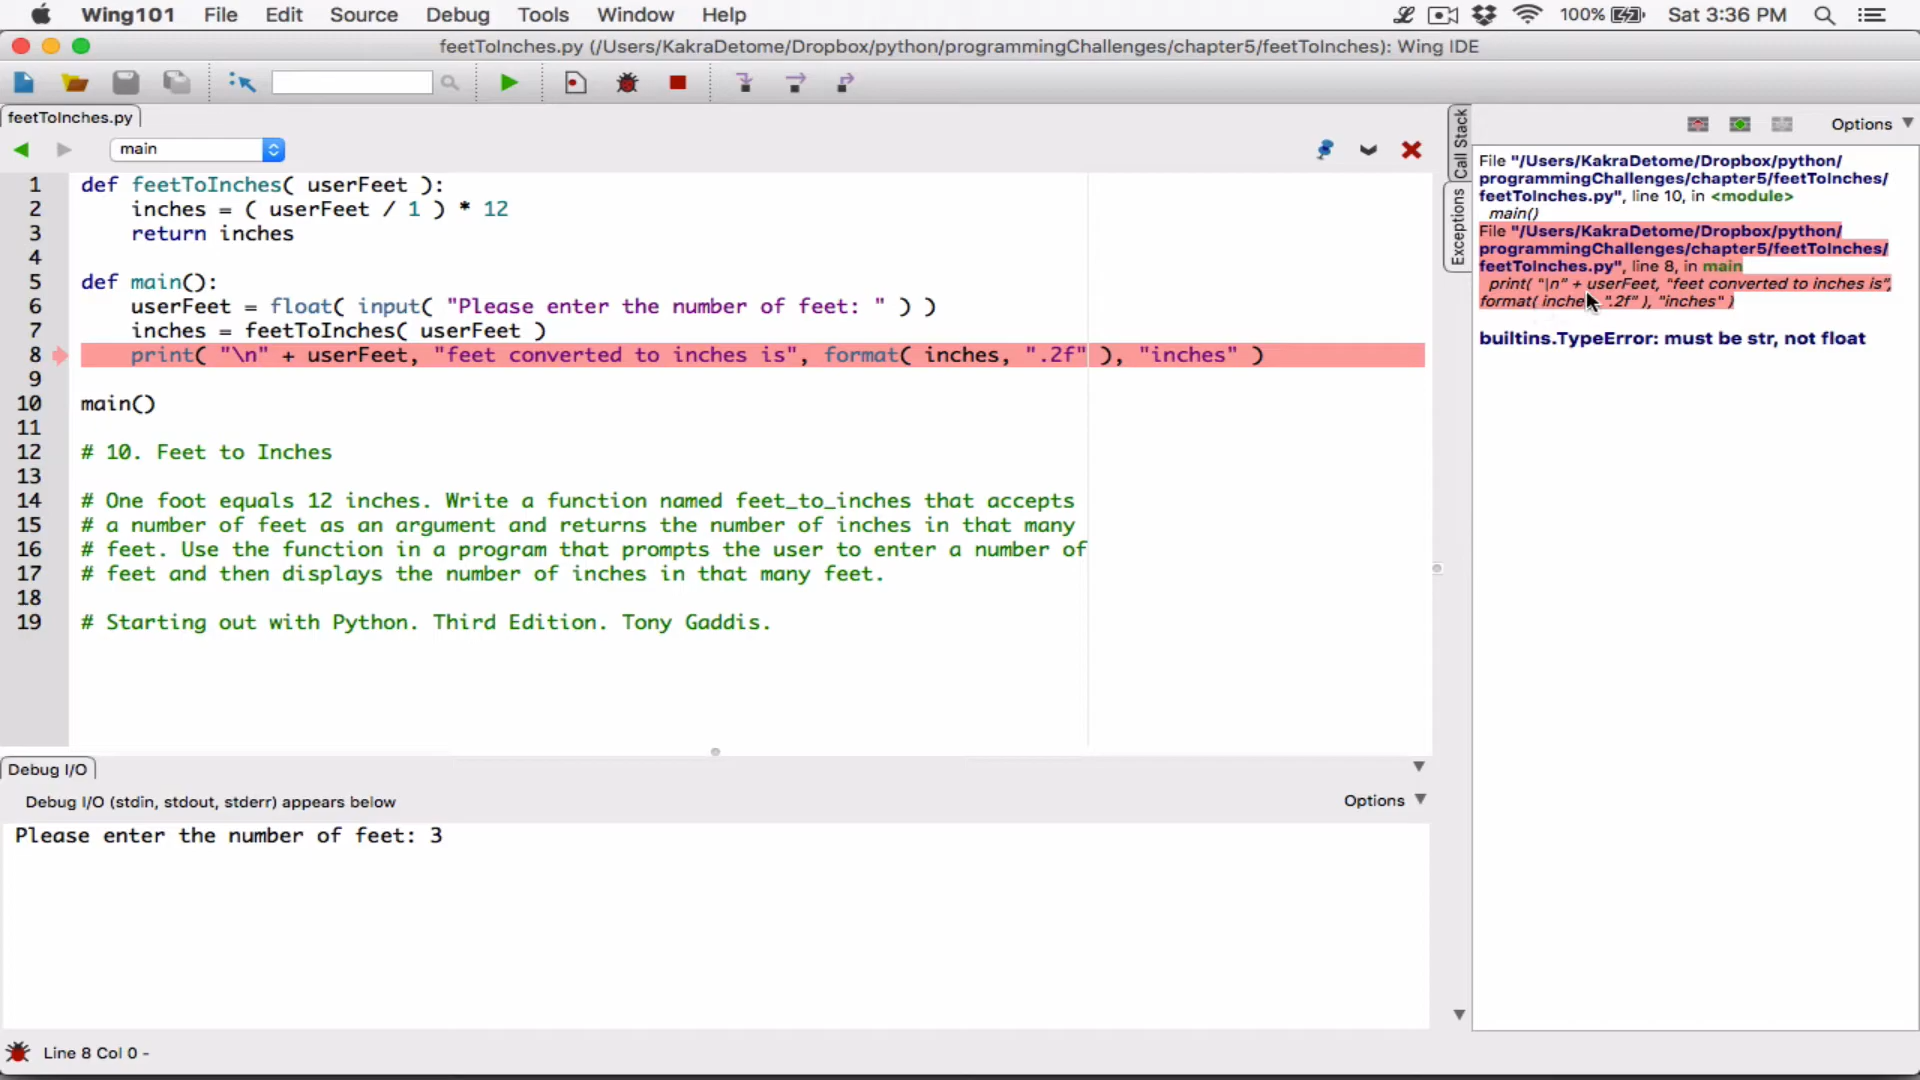 Wing101 File Edit Source Debug Tools Window Help 100% Sat 3:36 PM
feetToInches.py (/Users/KakraDetome/Dropbox/python/programmingChallenges/chapter5/feetToInches): Wing IDE
feetToInches.py
main
1 def feetToInches( userFeet ):
2 inches = ( userFeet / 1 ) * 12
3 return inches
4
5 def main():
6 userFeet = float( input( "Please enter the number of feet: " ) )
7 inches = feetToInches( userFeet )
8 print( "\n" + userFeet, "feet converted to inches is", format( inches, ".2f" ), "inches" )
9
10 main()
11
12 # 10. Feet to Inches
13
14 # One foot equals 12 inches. Write a function named feet_to_inches that accepts
15 # a number of feet as an argument and returns the number of inches in that many
16 # feet. Use the function in a program that prompts the user to enter a number of
17 # feet and then displays the number of inches in that many feet.
18
19 # Starting out with Python. Third Edition. Tony Gaddis.
Call Stack
Exceptions
Options
File "/Users/KakraDetome/Dropbox/python/
programmingChallenges/chapter5/feetToInches/
feetToInches.py", line 10, in <module>
main()
File "/Users/KakraDetome/Dropbox/python/
programmingChallenges/chapter5/feetToInches/
feetToInches.py", line 8, in main
print( "\n" + userFeet, "feet converted to inches is",
format( inches, ".2f" ), "inches" )
builtins.TypeError: must be str, not float
Debug I/O
Debug I/O (stdin, stdout, stderr) appears below
Options
Please enter the number of feet: 3
Line 8 Col 0 -